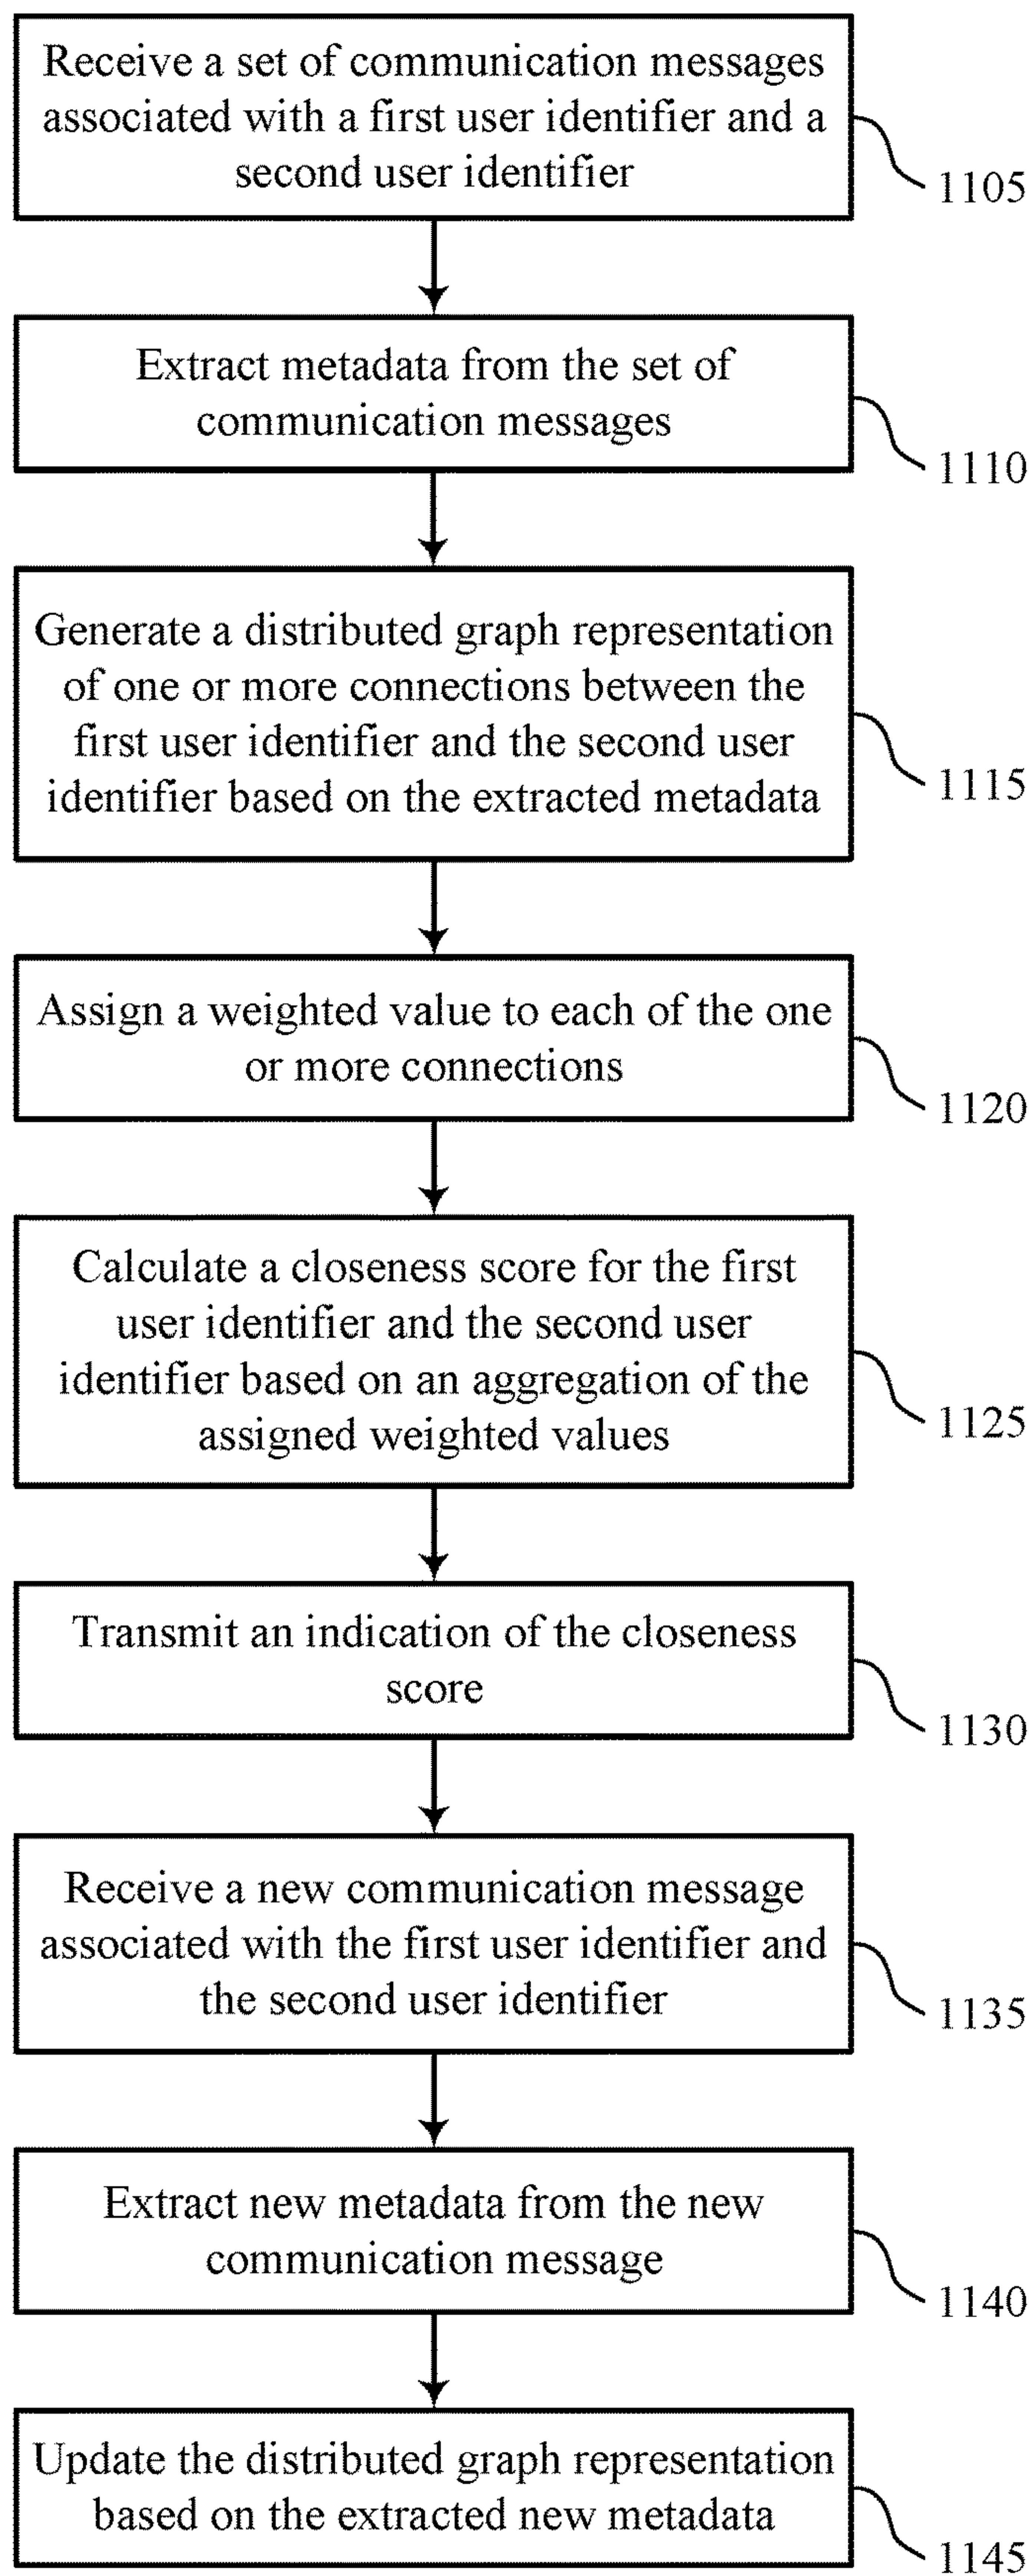 Receive a set of communication messages
associated with a first user identifier and a
second user identifier
1105
Extract metadata from the set of
communication messages
1110
Generate a distributed graph representation
of one or more connections between the
first user identifier and the second user
identifier based on the extracted metadata
1115
Assign a weighted value to each of the one
or more connections
1120
Calculate a closeness score for the first
user identifier and the second user
identifier based on an aggregation of the
assigned weighted values
1125
Transmit an indication of the closeness
score
1130
Receive a new communication message
associated with the first user identifier and
the second user identifier
1135
Extract new metadata from the new
communication message
1140
Update the distributed graph representation
based on the extracted new metadata
1145